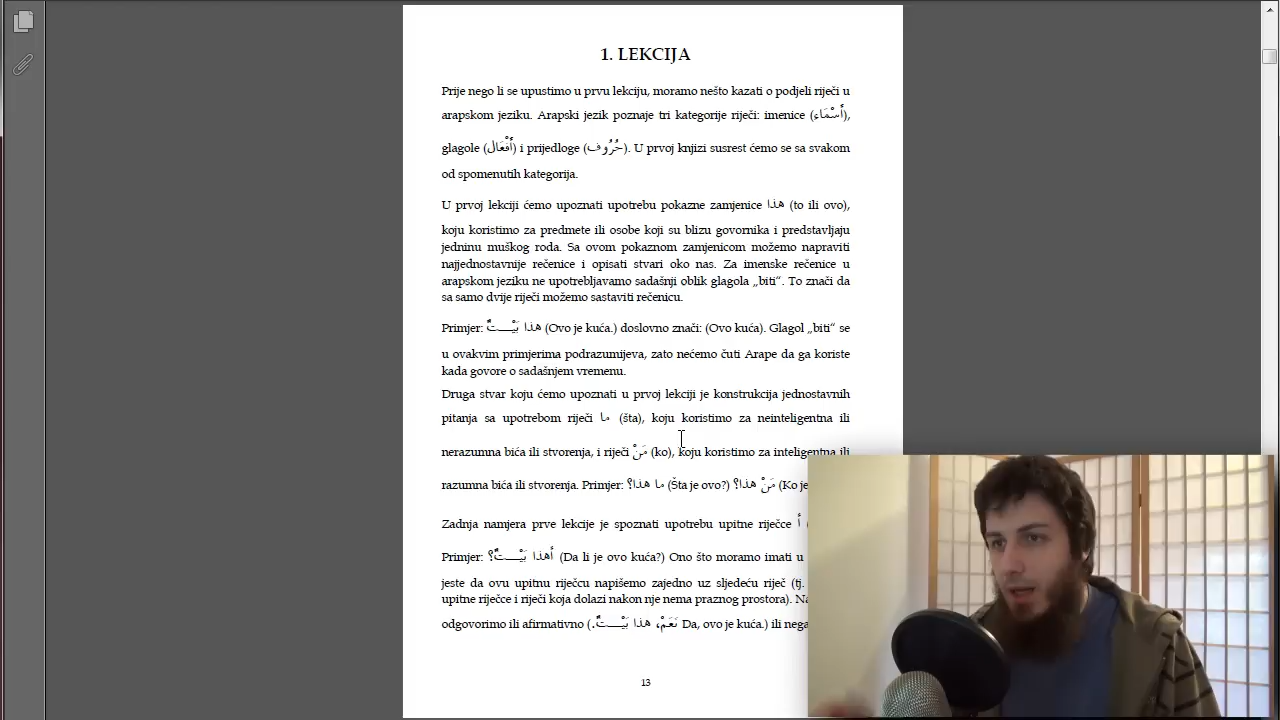 1. LEKCIJA
Prije nego li se upustimo u prvu lekciju, moramo nešto kazati o podjeli riječi u
arapskom jeziku. Arapski jezik poznaje tri kategorije riječi: imenice (أَسْمَاء),
glagole (أَفْعَال) i prijedloge (حُرُوف). U prvoj knjizi susrest ćemo se sa svakom
od spomenutih kategorija.
U prvoj lekciji ćemo upoznati upotrebu pokazne zamjenice هذا (to ili ovo),
koju koristimo za predmete ili osobe koji su blizu govornika i predstavljaju
jedninu muškog roda. Sa ovom pokaznom zamjenicom možemo napraviti
najjednostavnije rečenice i opisati stvari oko nas. Za imenske rečenice u
arapskom jeziku ne upotrebljavamo sadašnji oblik glagola „biti“. To znači da
sa samo dvije riječi možemo sastaviti rečenicu.
Primjer: هذا بَيْـــتٌ (Ovo je kuća.) doslovno znači: (Ovo kuća). Glagol „biti“ se
u ovakvim primjerima podrazumijeva, zato nećemo čuti Arape da ga koriste
kada govore o sadašnjem vremenu.
Druga stvar koju ćemo upoznati u prvoj lekciji je konstrukcija jednostavnih
pitanja sa upotrebom riječi ما (šta), koju koristimo za neinteligentna ili
nerazumna bića ili stvorenja, i riječi مَنْ (ko), koju koristimo za inteligentna ili
razumna bića ili stvorenja. Primjer: ما هذا؟ (Šta je ovo?) مَنْ هذا؟ (Ko je
Zadnja namjera prve lekcije je spoznati upotrebu upitne riječce أ
Primjer: أهذا بَيْـــتٌ؟ (Da li je ovo kuća?) Ono što moramo imati u
jeste da ovu upitnu riječcu napišemo zajedno uz sljedeću riječ (tj.
upitne riječce i riječi koja dolazi nakon nje nema praznog prostora).
odgovorimo ili afirmativno (نَعَمْ، هذا بَيْـــتٌ. Da, ovo je kuća.) ili
13